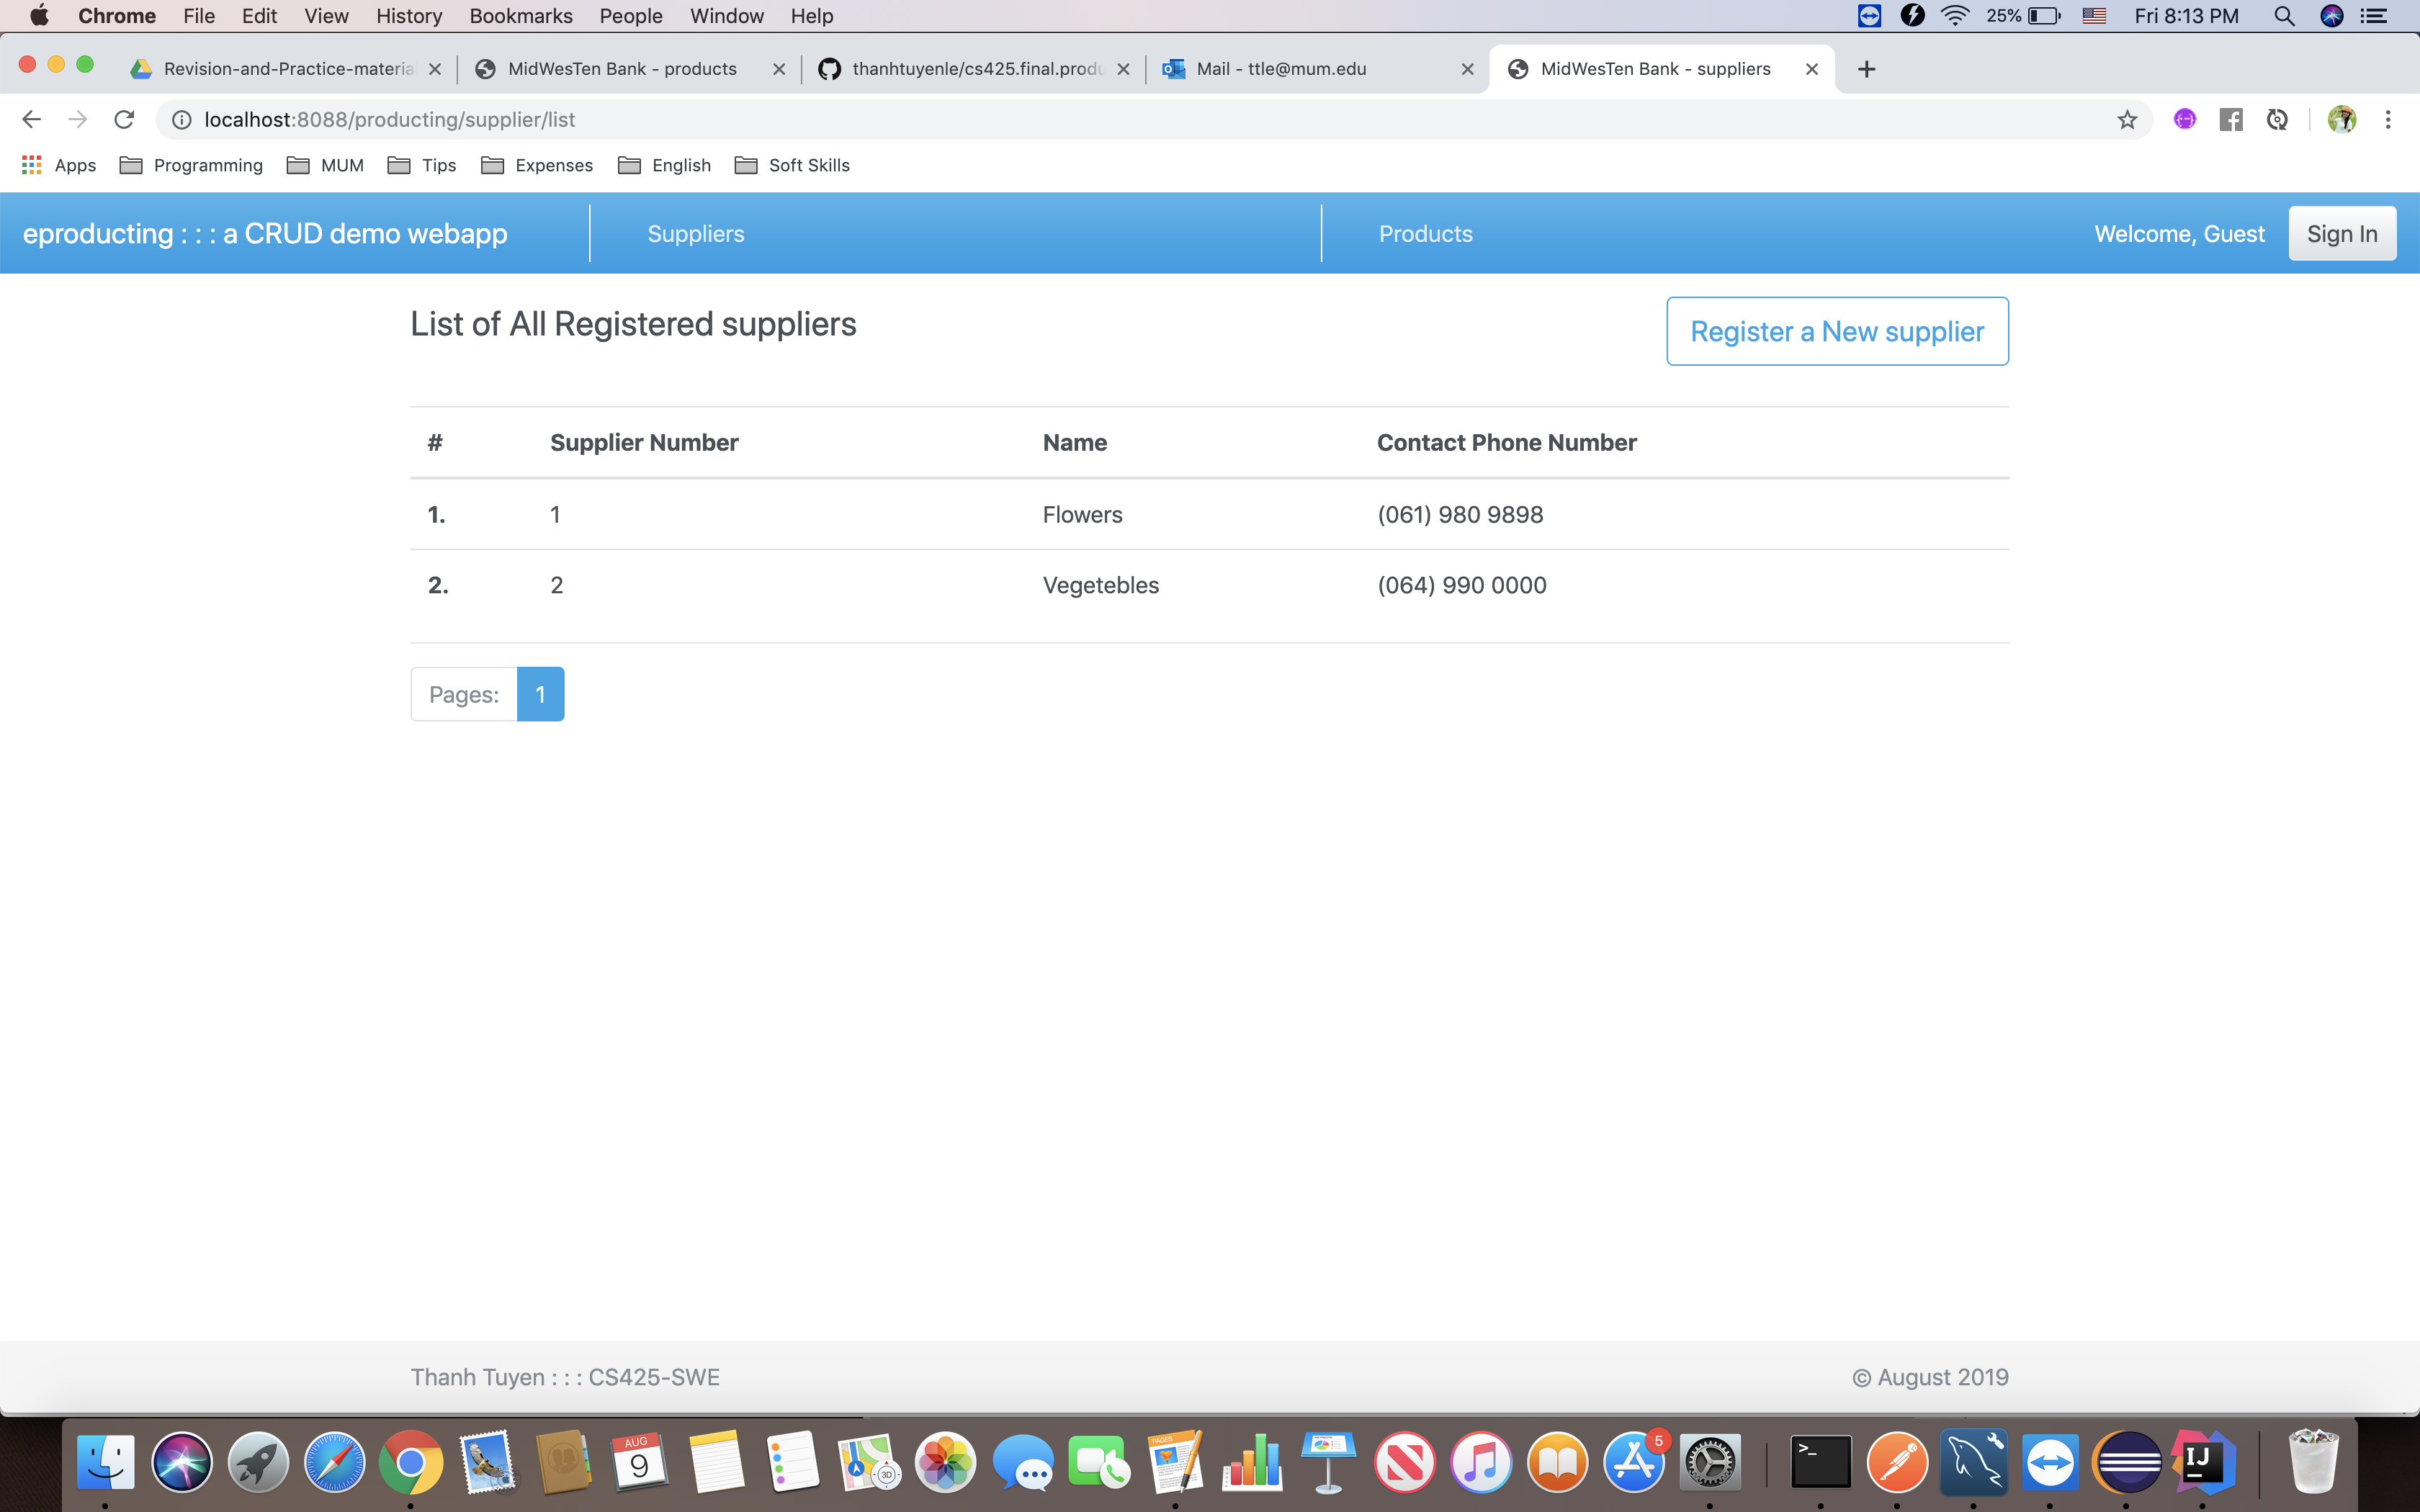 Chrome File Edit View History Bookmarks People Window Help 25% Fri 8:13 PM
Revision-and-Practice-materia MidWesTen Bank - products thanhtuyenle/cs425.final.produ Mail - ttle@mum.edu MidWesTen Bank - suppliers
localhost:8088/producting/supplier/list
Apps Programming MUM Tips Expenses English Soft Skills
eproducting : : : a CRUD demo webapp Suppliers Products Welcome, Guest Sign In
List of All Registered suppliers Register a New supplier
# Supplier Number Name Contact Phone Number
1. 1 Flowers (061) 980 9898
2. 2 Vegetebles (064) 990 0000
Pages: 1
Thanh Tuyen : : : CS425-SWE © August 2019
AUG
9
3D
PAGES
5
>_
IJ